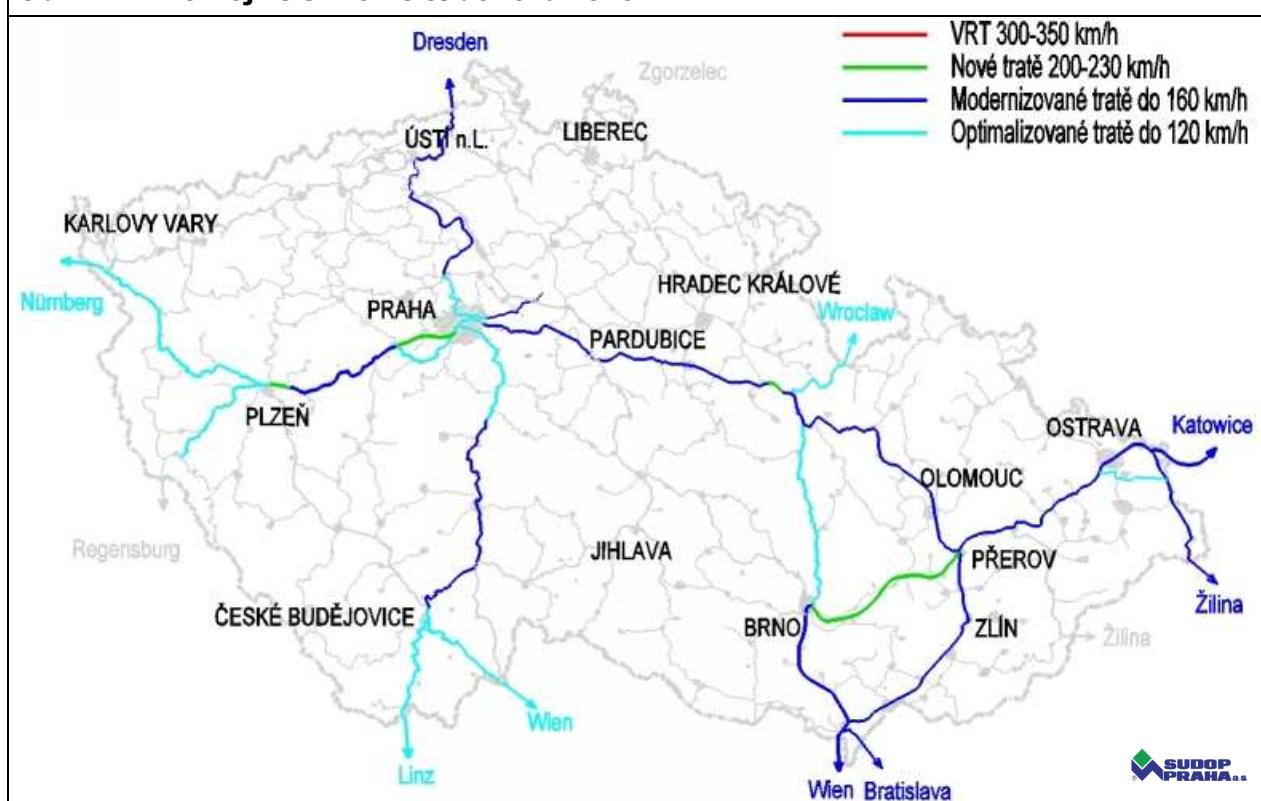 Dresden
Zgorzelec
VRT 300-350 km/h
Nové tratě 200-230 km/h
Modernizované tratě do 160 km/h
Optimalizované tratě do 120 km/h
ÚSTÍ n.L.
LIBEREC
KARLOVY VARY
HRADEC KRÁLOVÉ
Nürnberg
PRAHA
Wroclaw
PARDUBICE
PLZEŇ
OSTRAVA
Katowice
OLOMOUC
Regensburg
JIHLAVA
PŘEROV
ČESKÉ BUDĚJOVICE
BRNO
ZLÍN
Žilina
Žilina
Wien
Linz
Wien
Bratislava
SUDOP
PRAHA a.s.